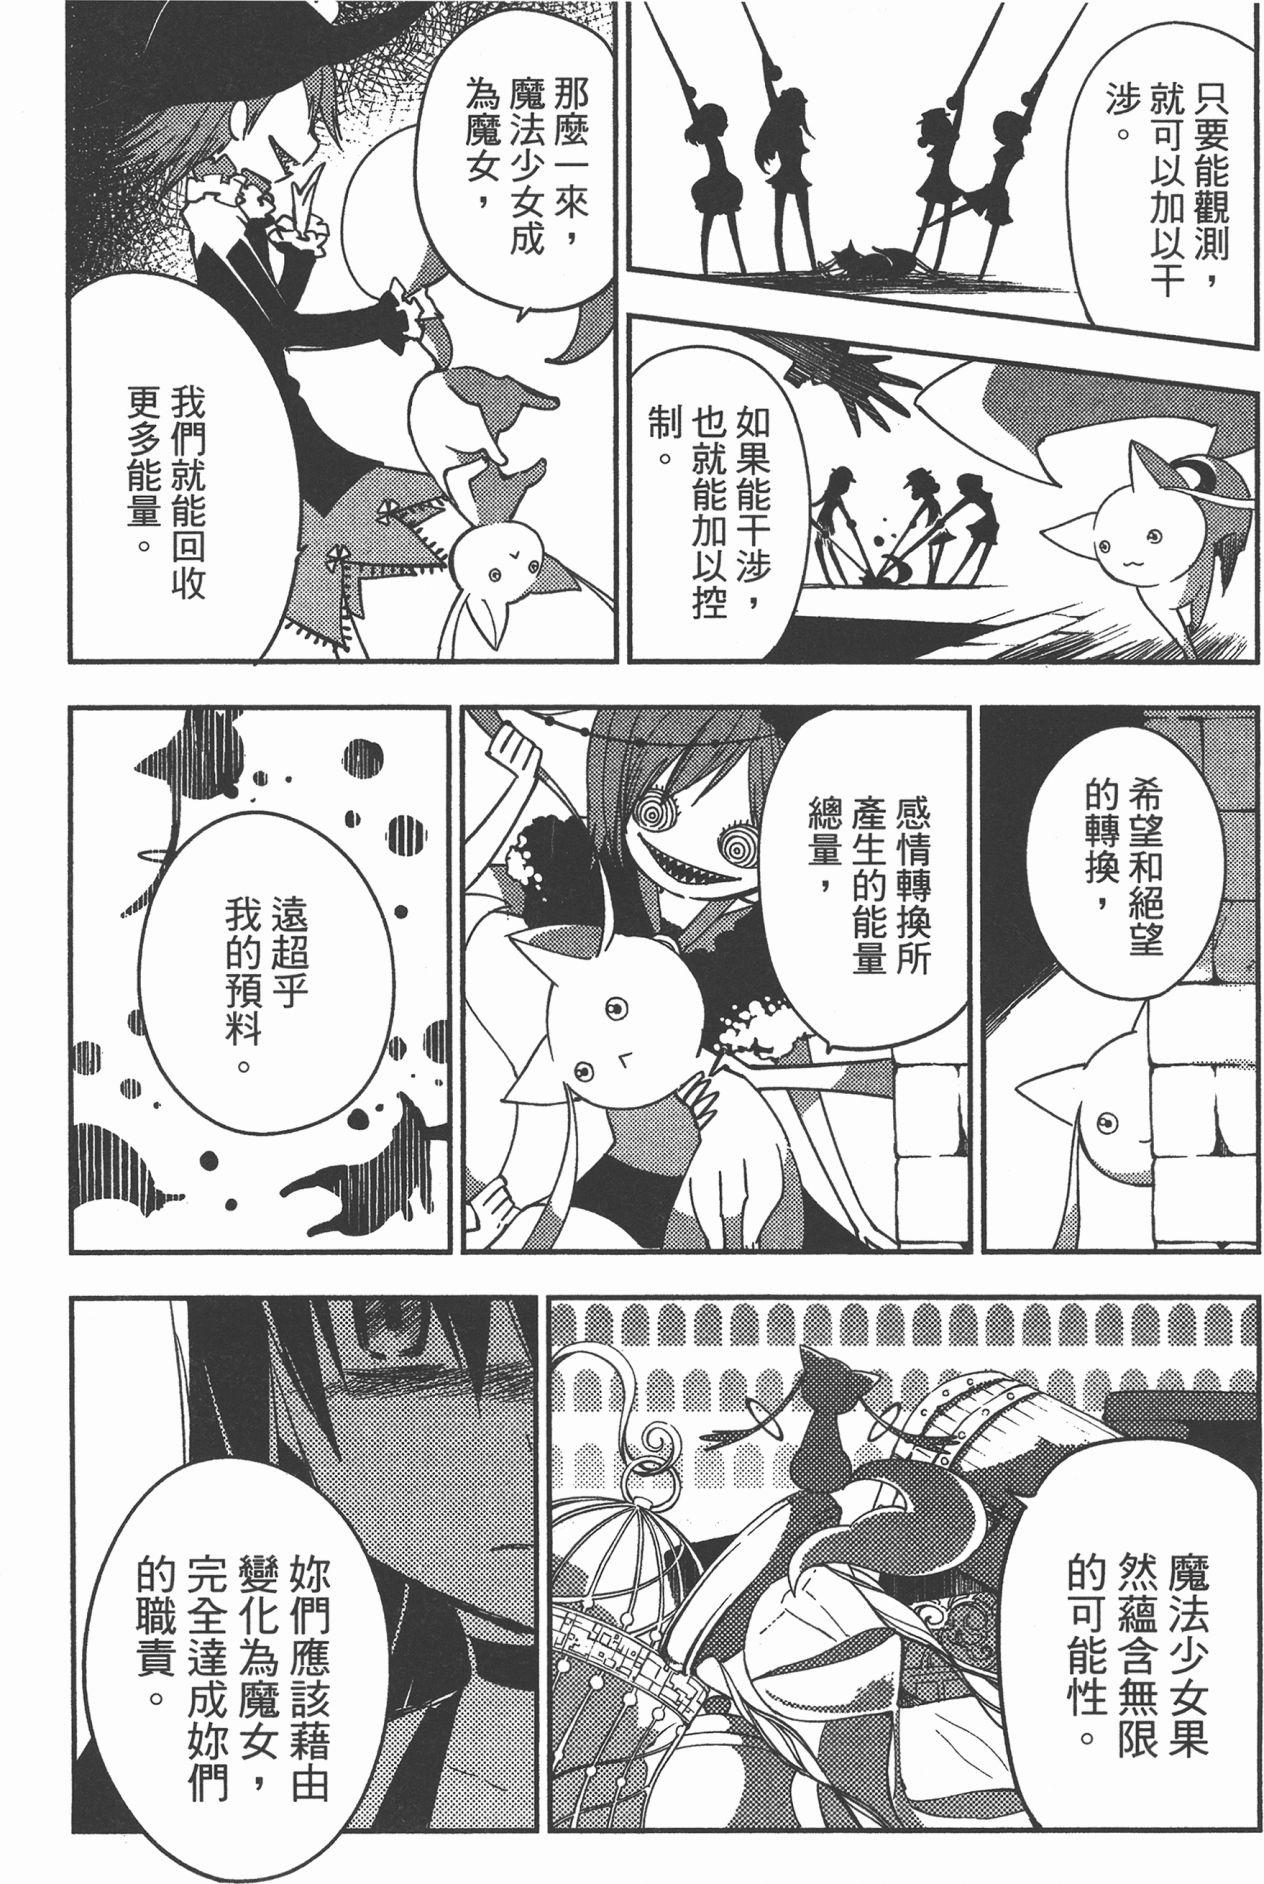 只要能觀測，
就可以加以干
涉。
如果能干涉，
也就能加以控
制。
那麼一來，
魔法少女成
為魔女，
我們就能回收
更多能量。
希望和絕望
的轉換，
感情轉換所
產生的能量
總量，
遠超乎
我的預料。
魔法少女果
然蘊含無限
的可能性。
妳們應該藉由
變化為魔女，
完全達成妳們
的職責。